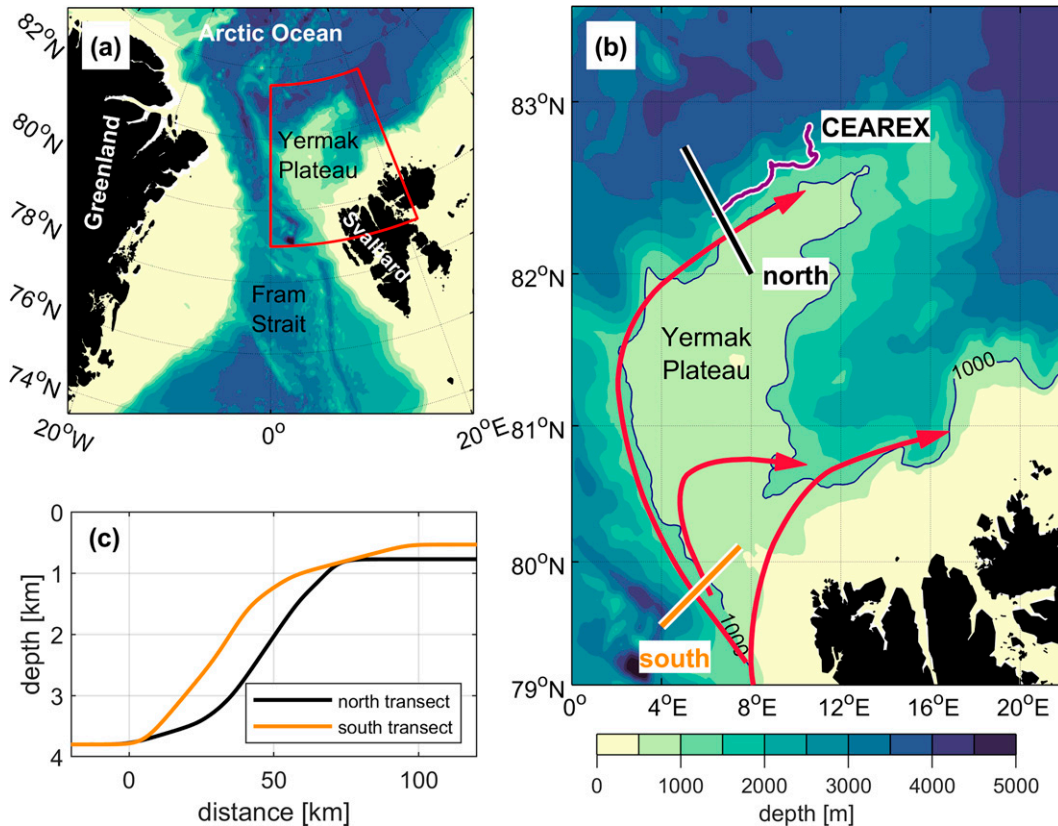 (a)
Arctic Ocean
82°N
80°N
78°N
76°N
74°N
Greenland
Yermak
Plateau
Svalbard
Fram
Strait
20°W
0°
20°E
(b)
83°N
82°N
81°N
80°N
79°N
CEAREX
north
Yermak
Plateau
1000
1000
south
0°
4°E
8°E
12°E
16°E
20°E
0
1000
2000
3000
4000
5000
depth [m]
(c)
0
1
2
3
4
depth [km]
north transect
south transect
0
50
100
distance [km]